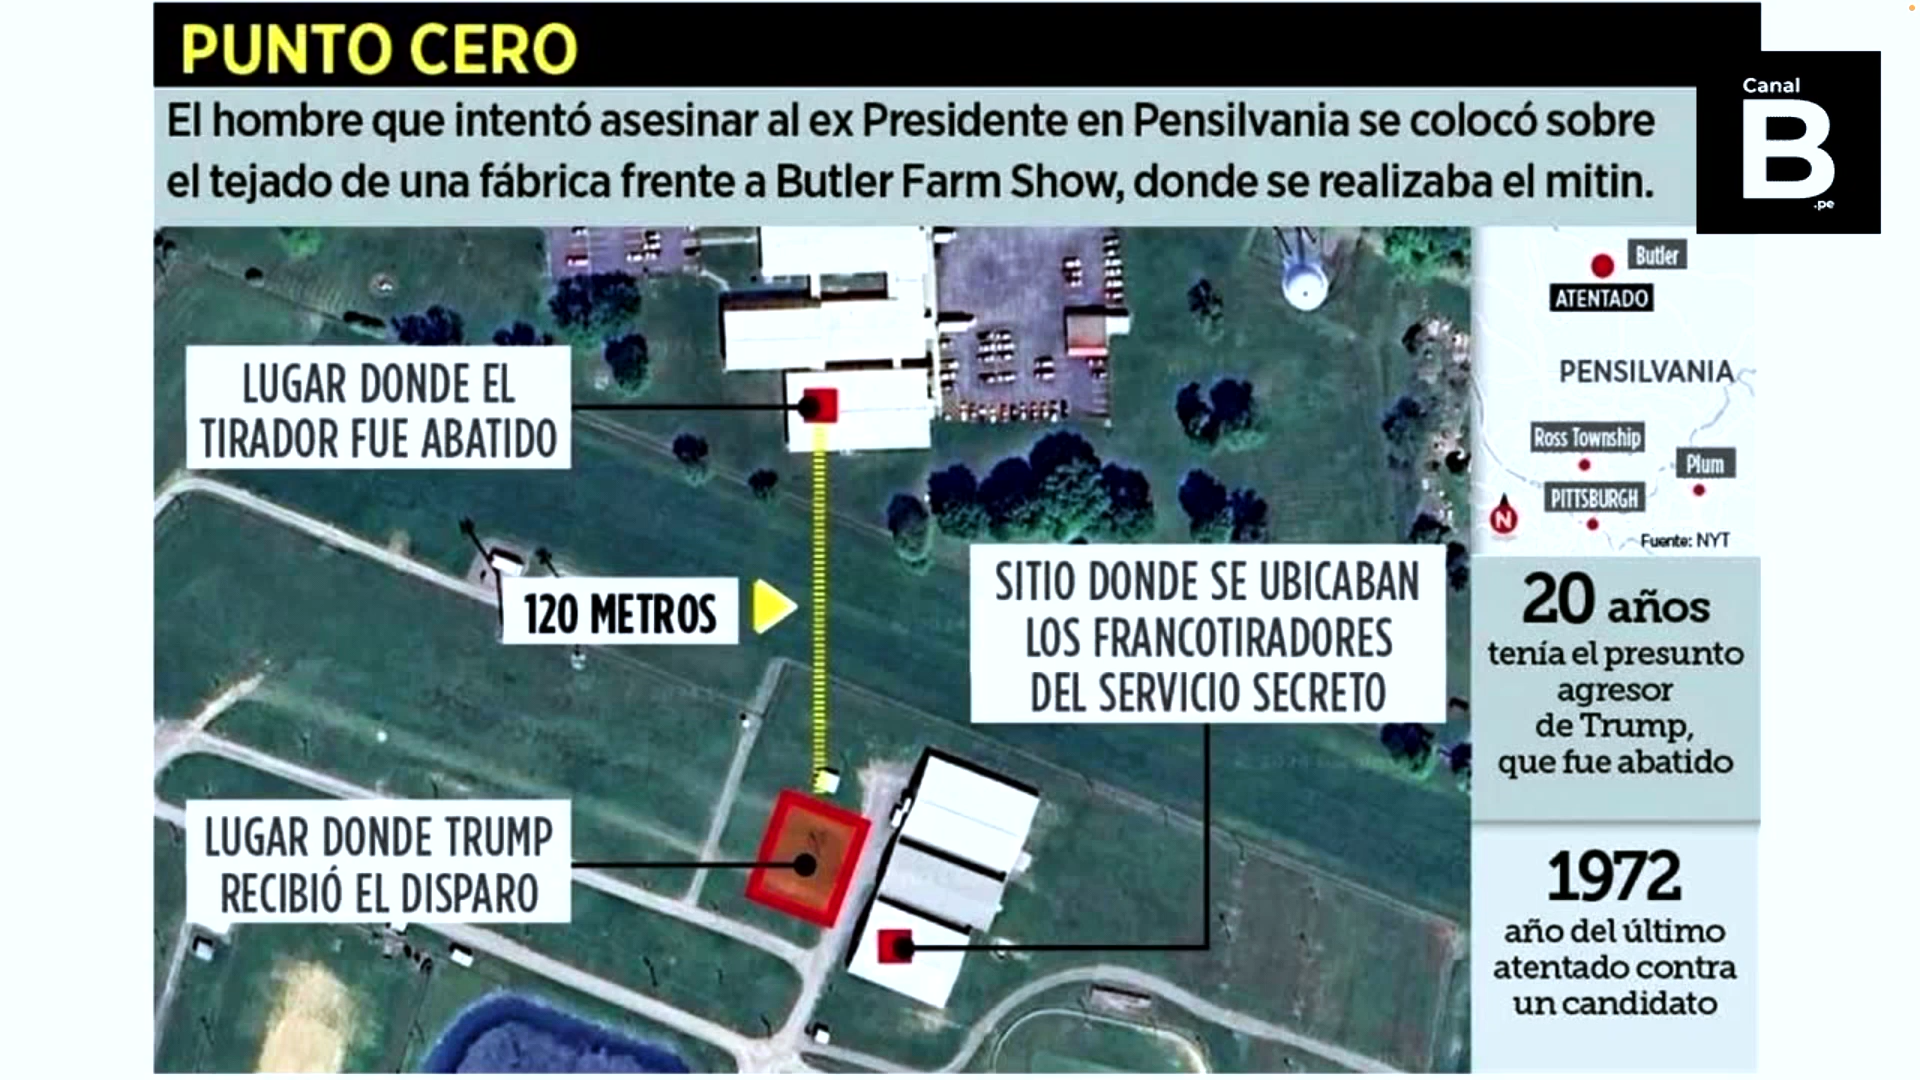 PUNTO CERO
Canal
B
.pe
El hombre que intentó asesinar al ex Presidente en Pensilvania se colocó sobre
el tejado de una fábrica frente a Butler Farm Show, donde se realizaba el mitin.
LUGAR DONDE EL
TIRADOR FUE ABATIDO
120 METROS
SITIO DONDE SE UBICABAN
LOS FRANCOTIRADORES
DEL SERVICIO SECRETO
LUGAR DONDE TRUMP
RECIBIÓ EL DISPARO
Butler
ATENTADO
PENSILVANIA
Ross Township
Plum
PITTSBURGH
N
Fuente: NYT
20 años
tenía el presunto
agresor
de Trump,
que fue abatido
1972
año del último
atentado contra
un candidato